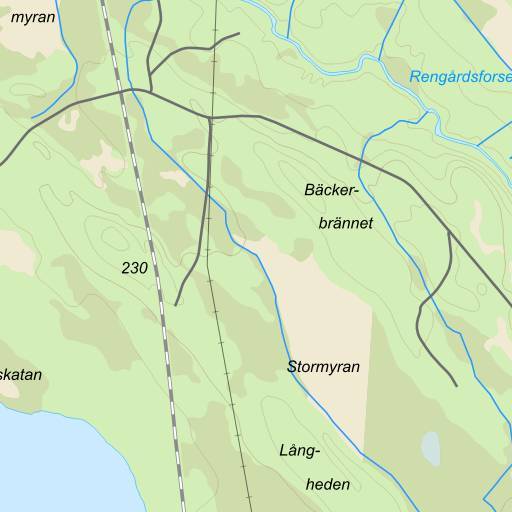 myran
Rengårdsforse
Bäcker-
brännet
230
Stormyran
skatan
Lång-
heden